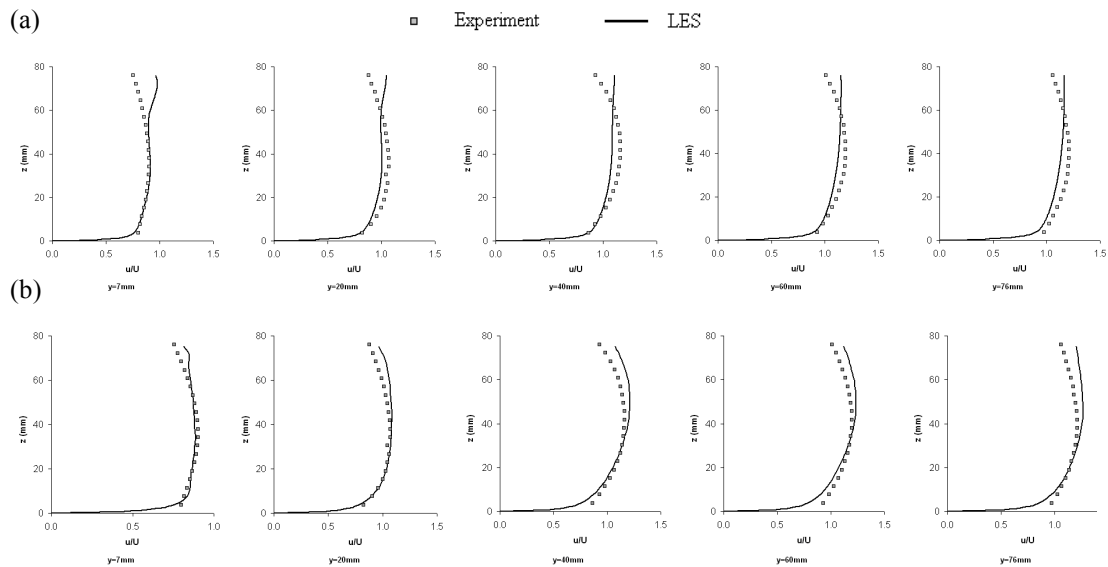 (a)
Experiment LES
80 80 80 80 80
60 60 60 60 60
z (mm) z (mm) z (mm) z (mm) z (mm)
40 40 40 40 40
20 20 20 20 20
0 0 0 0 0
0.0 0.5 1.0 1.5 0.0 0.5 1.0 1.5 0.0 0.5 1.0 1.5 0.0 0.5 1.0 1.5 0.0 0.5 1.0 1.5
u/U u/U u/U u/U u/U
y=7mm y=20mm y=40mm y=60mm y=76mm
(b)
80 80 80 80 80
60 60 60 60 60
z (mm) z (mm) z (mm) z (mm) z (mm)
40 40 40 40 40
20 20 20 20 20
0 0 0 0 0
0.0 0.5 1.0 0.0 0.5 1.0 1.5 0.0 0.5 1.0 1.5 0.0 0.5 1.0 1.5 0.0 0.5 1.0
u/U u/U u/U u/U u/U
y=7mm y=20mm y=40mm y=60mm y=76mm